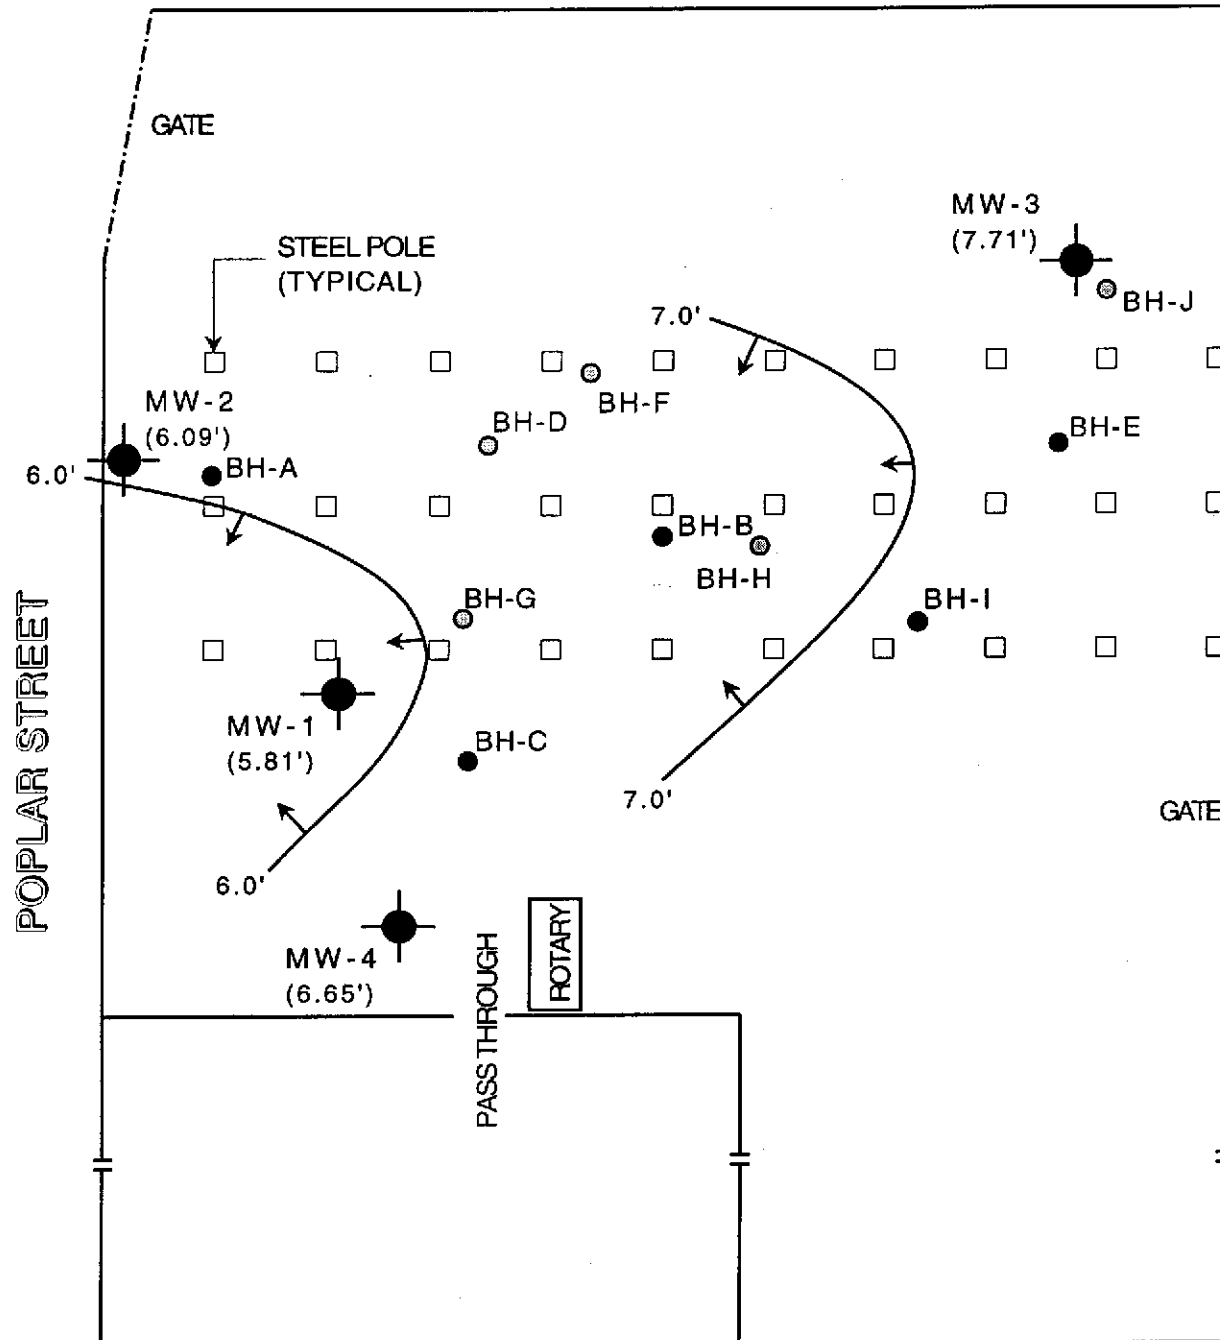 GATE
MW-3
(7.71')
STEEL POLE
(TYPICAL)
BH-J
7.0'
MW-2
(6.09')
BH-F
BH-D
BH-E
6.0'
BH-A
BH-B
BH-H
BH-G
BH-I
POPLAR STREET
MW-1
(5.81')
BH-C
7.0'
GATE
6.0'
MW-4
(6.65')
PASS THROUGH
ROTARY